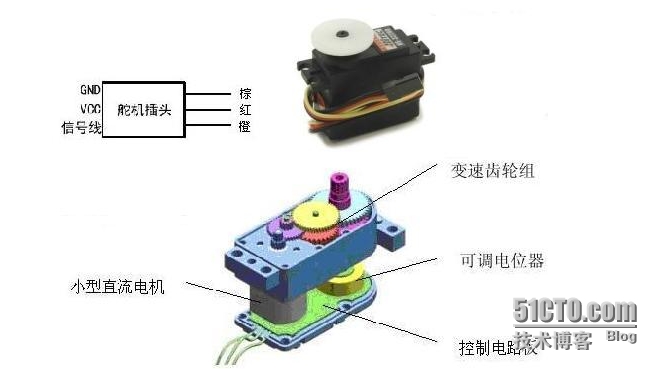 GND
VCC
信号线
舵机插头
棕
红
橙
变速齿轮组
可调电位器
小型直流电机
控制电路板
51CTO.com
技术博客 Blog